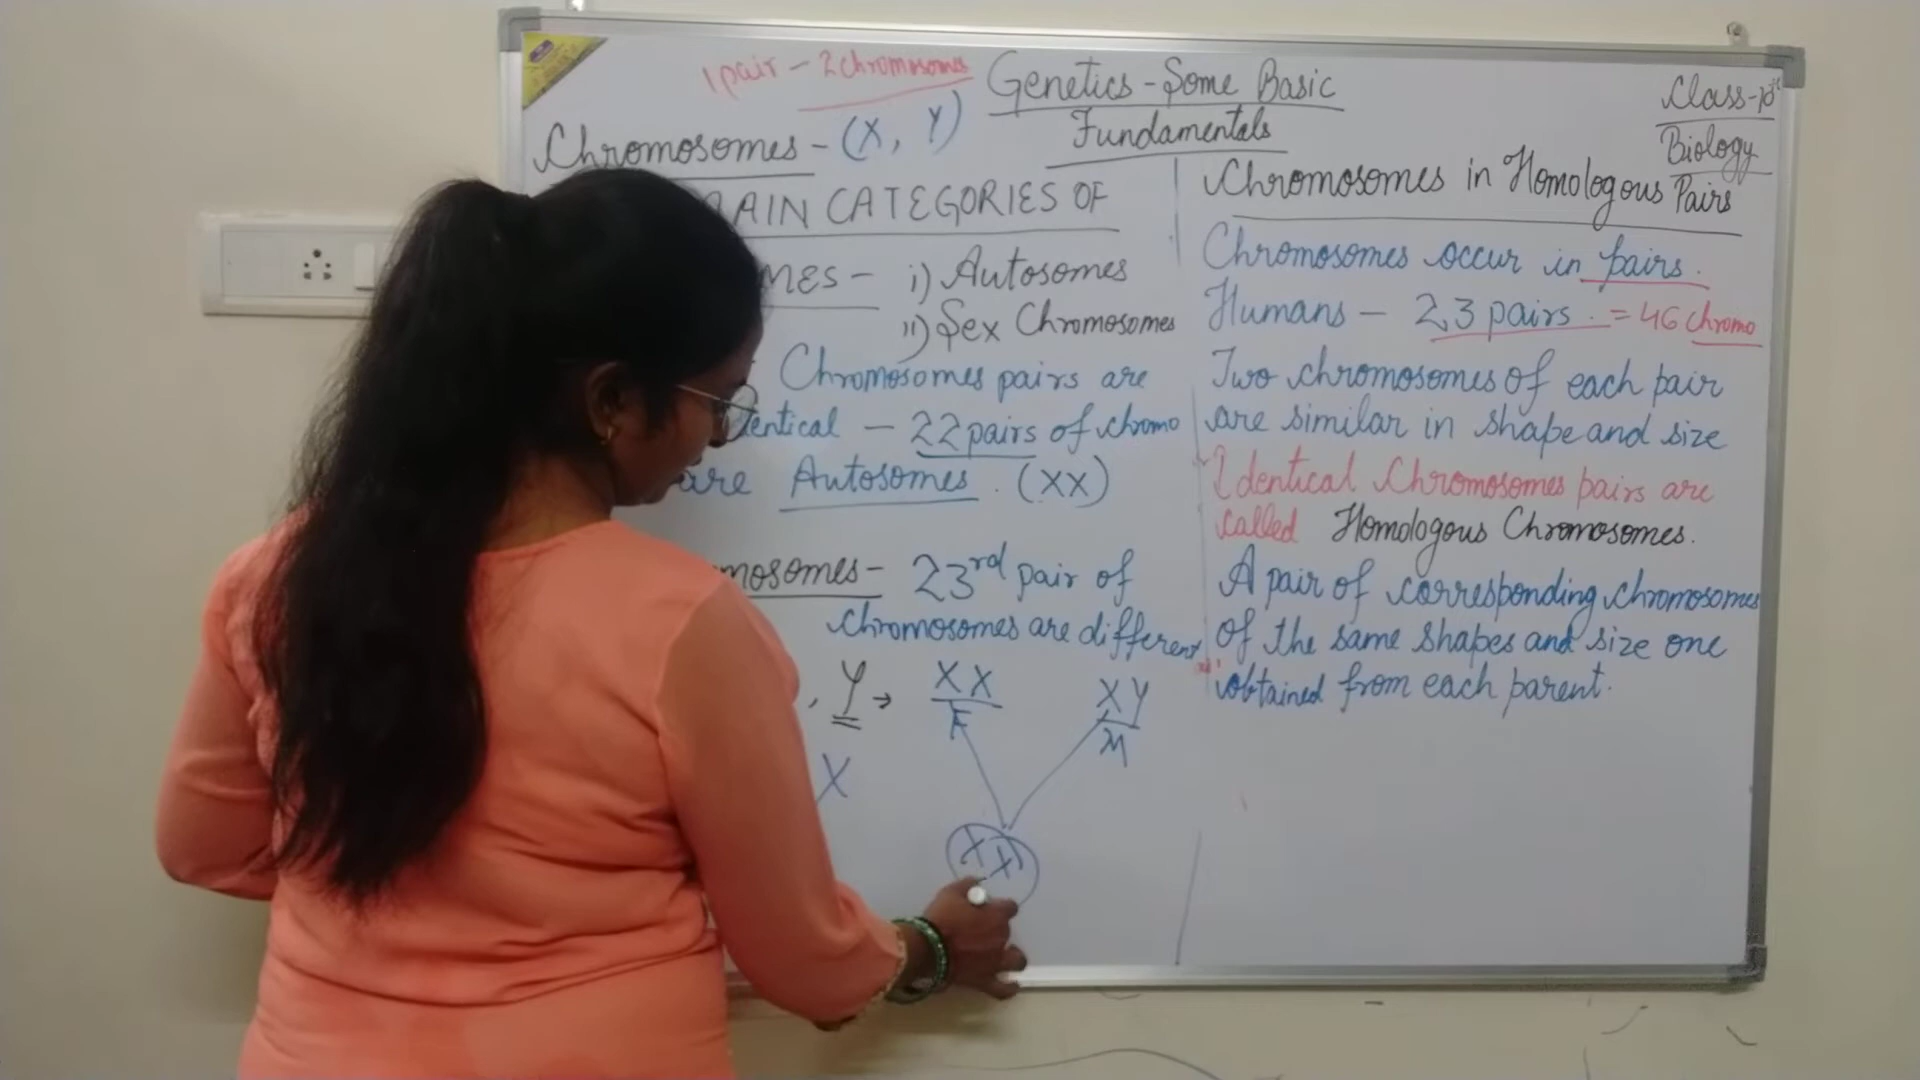 1 pair - 2 chromosomes
Genetics - Some Basic
Fundamentals
Class - 10th
Biology
Chromosomes - (X, Y)
MAIN CATEGORIES OF
MES - i) Autosomes
ii) Sex Chromosomes
Chromosomes pairs are
dentical - 22 pairs of chromo
are Autosomes. (XX)
mosomes - 23rd pair of
chromosomes are different
, Y → XX XY
F M
X
X X
Chromosomes in Homologous
Pairs
Chromosomes occur in pairs.
Humans - 23 pairs. = 46 chromo
Two chromosomes of each pair
are similar in shape and size
Identical Chromosomes pairs are
called Homologous Chromosomes.
A pair of corresponding chromosomes
of the same shapes and size one
obtained from each parent.